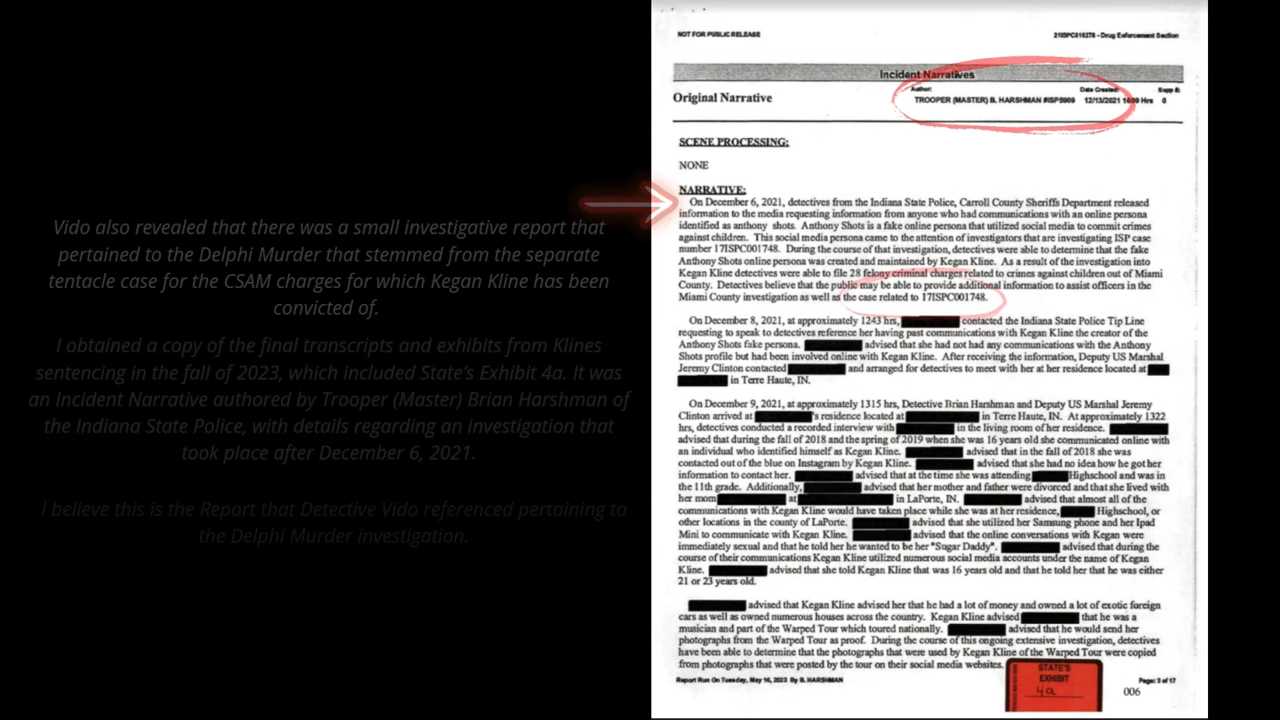 Vido also revealed that there was a small investigative report that
pertained to the Delphi Murders case extending from the separate
tentacle case for the CSAM charges for which Kegan Kline has been
convicted of.
I obtained a copy of the final transcripts and exhibits from Klines
sentencing in the fall of 2023, which contained State's Exhibit 4a. It was
an Incident Narrative authored by Trooper (Master) Brian Harshman of
the Indiana State Police, with details regarding an investigation that
took place after December 6, 2021.
I believe this is the Report that Detective Vido referenced pertaining to
the Delphi Murder investigation.
NOT FOR PUBLIC RELEASE
21ISPC016278 - Drug Enforcement Section
Incident Narratives
Original Narrative
Author:
Date Created:
Supp #:
TROOPER (MASTER) B. HARSHMAN #ISP5909
12/13/2021 Hrs
0
SCENE PROCESSING:
NONE
NARRATIVE:
On December 6, 2021, detectives from the Indiana State Police, Carroll County Sheriffs Department released
information to the media requesting information from anyone who had communications with an online persona
identified as anthony shots. Anthony Shots is a fake online persona that utilized social media to commit crimes
against children. This social media persona came to the attention of investigators that are investigating ISP case
number 17ISPC001748. During the course of that investigation, detectives were able to determine that the fake
Anthony Shots online persona was created and maintained by Kegan Kline. As a result of the investigation into
Kegan Kline detectives were able to file 28 felony criminal charges related to crimes against children out of Miami
County. Detectives believe that the public may be able to provide additional information to assist officers in the
Miami County investigation as well as the case related to 17ISPC001748.
On December 8, 2021, at approximately 1243 hrs, contacted the Indiana State Police Tip Line
requesting to speak to detectives reference her having past communications with Kegan Kline the creator of the
Anthony Shots fake persona. advised that she had not had any communications with the Anthony
Shots profile but had been involved online with Kegan Kline. After receiving the information, Deputy US Marshal
Jeremy Clinton contacted and arranged for detectives to meet with her at her residence located at
in Terre Haute, IN.
On December 9, 2021, at approximately 1315 hrs, Detective Brian Harshman and Deputy US Marshal Jeremy
Clinton arrived at 's residence located at in Terre Haute, IN. At approximately 1322
hrs, detectives conducted a recorded interview with in the living room of her residence.
advised that during the fall of 2018 and the spring of 2019 when she was 16 years old she communicated online with
an individual who identified himself as Kegan Kline. advised that in the fall of 2018 she was
contacted out of the blue on Instagram by Kegan Kline. advised that she had no idea how he got her
information to contact her. advised that at the time she was attending Highschool and was in
the 11th grade. Additionally, advised that her mother and father were divorced and that she lived with
her mom at in LaPorte, IN. advised that almost all of the
communications with Kegan Kline would have taken place while she was at her residence, Highschool, or
other locations in the county of LaPorte. advised that she utilized her Samsung phone and her Ipad
Mini to communicate with Kegan Kline. advised that the online conversations with Kegan were
immediately sexual and that he told her he wanted to be her "Sugar Daddy". advised that during the
course of their communications Kegan Kline utilized numerous social media accounts under the name of Kegan
Kline. advised that she told Kegan Kline that was 16 years old and that he told her that he was either
21 or 23 years old.
advised that Kegan Kline advised her that he had a lot of money and owned a lot of exotic foreign
cars as well as owned numerous houses across the country. Kegan Kline advised that he was a
musician and part of the Warped Tour which toured nationally. advised that he would send her
photographs from the Warped Tour as proof. During the course of this ongoing extensive investigation, detectives
have been able to determine that the photographs that were used by Kegan Kline of the Warped Tour were copied
from photographs that were posted by the tour on their social media websites.
Report Run On Tuesday, May 16, 2023 By B. HARSHMAN
STATE'S
EXHIBIT
4a
Page: 3 of 17
006